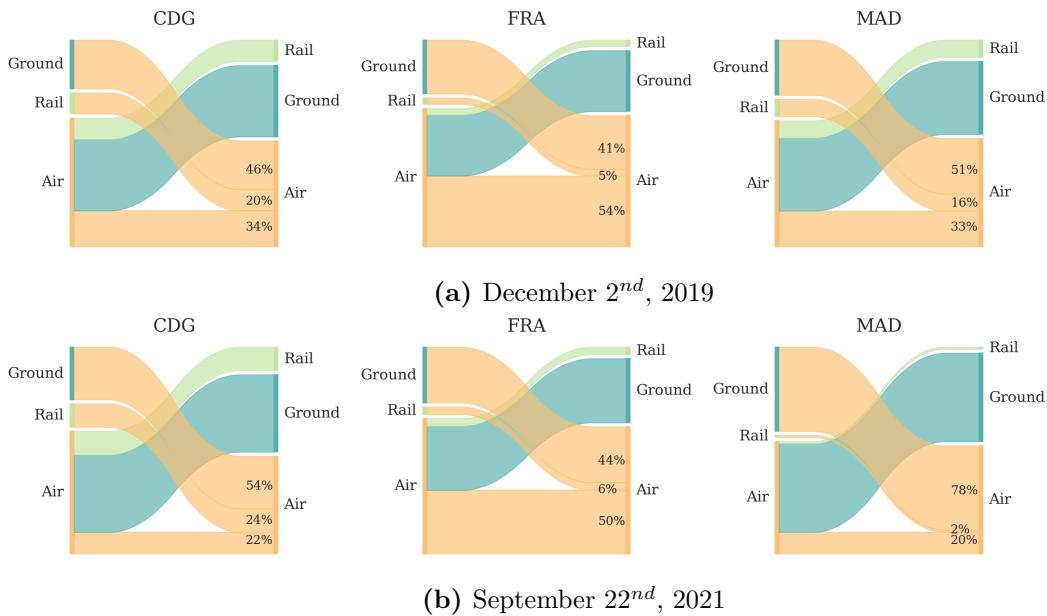 CDG
FRA
MAD
Ground
Rail
Air
Rail
Ground
Air
46%
20%
34%
Ground
Rail
Air
Rail
Ground
Air
41%
5%
54%
Ground
Rail
Air
Rail
Ground
Air
51%
16%
33%
(a) December 2nd, 2019
CDG
FRA
MAD
Ground
Rail
Air
Rail
Ground
Air
54%
24%
22%
Ground
Rail
Air
Rail
Ground
Air
44%
6%
50%
Ground
Rail
Air
Rail
Ground
Air
78%
2%
20%
(b) September 22nd, 2021